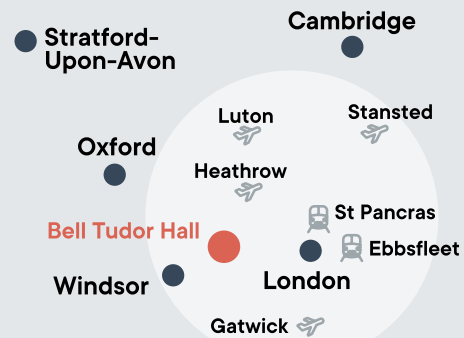 Cambridge
Stratford-
Upon-Avon
Luton
Stansted
Oxford
Heathrow
St Pancras
Bell Tudor Hall
Ebbsfleet
London
Windsor
Gatwick